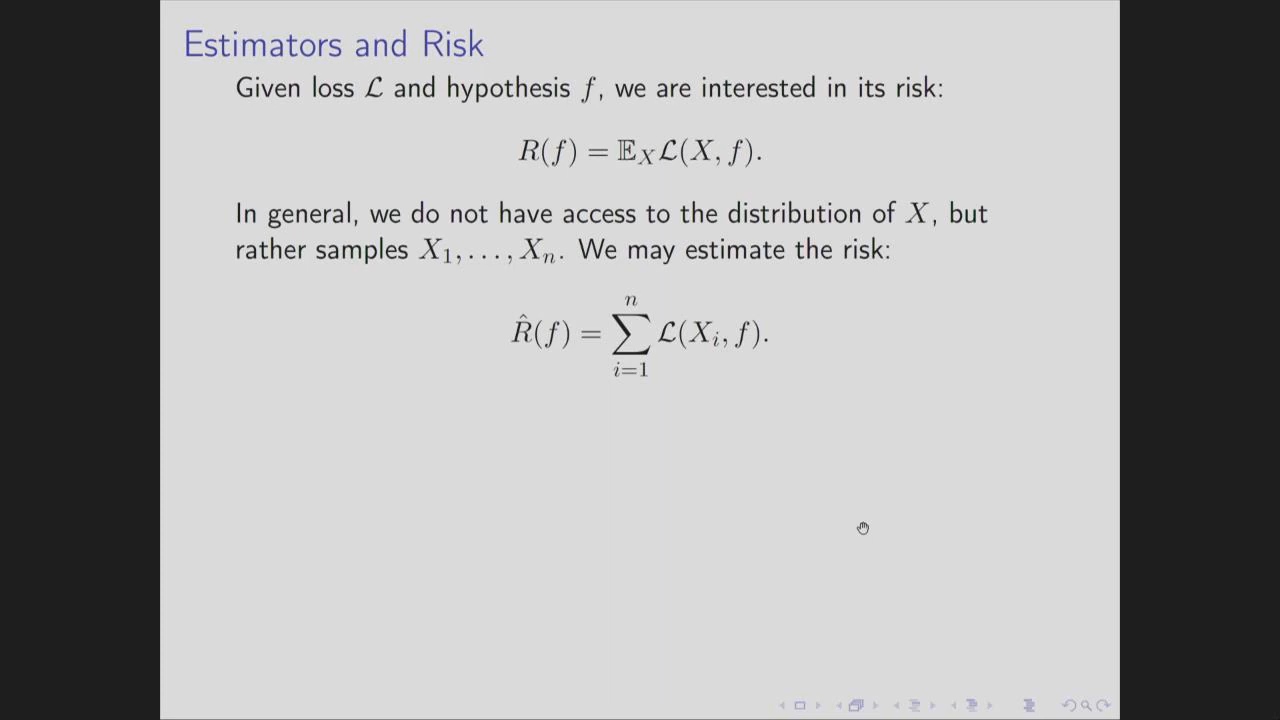 Estimators and Risk
Given loss ℒ and hypothesis f, we are interested in its risk:
R(f) = 𝔼_X ℒ(X, f).
In general, we do not have access to the distribution of X, but
rather samples X_1, . . . , X_n. We may estimate the risk:
R̂(f) = ∑_{i=1}^{n} ℒ(X_i, f).